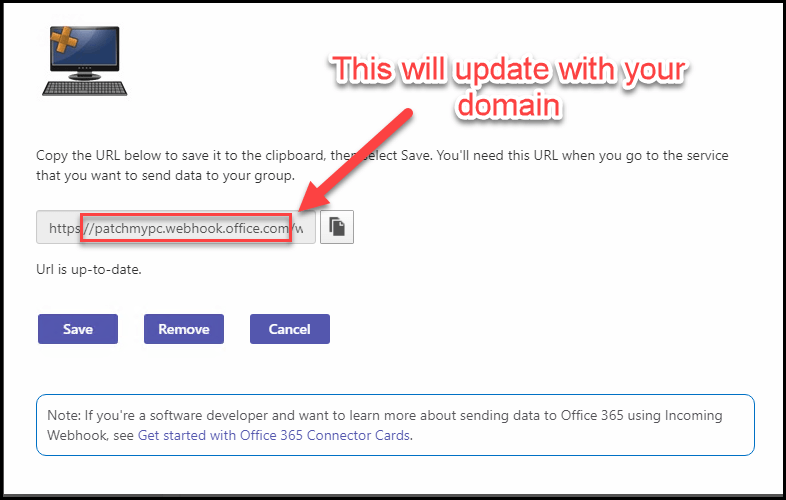 This will update with your
domain
Copy the URL below to save it to the clipboard, then select Save. You'll need this URL when you go to the service
that you want to send data to your group.
https://patchmypc.webhook.office.com/w
Url is up-to-date.
Save Remove Cancel
Note: If you're a software developer and want to learn more about sending data to Office 365 using Incoming
Webhook, see Get started with Office 365 Connector Cards.